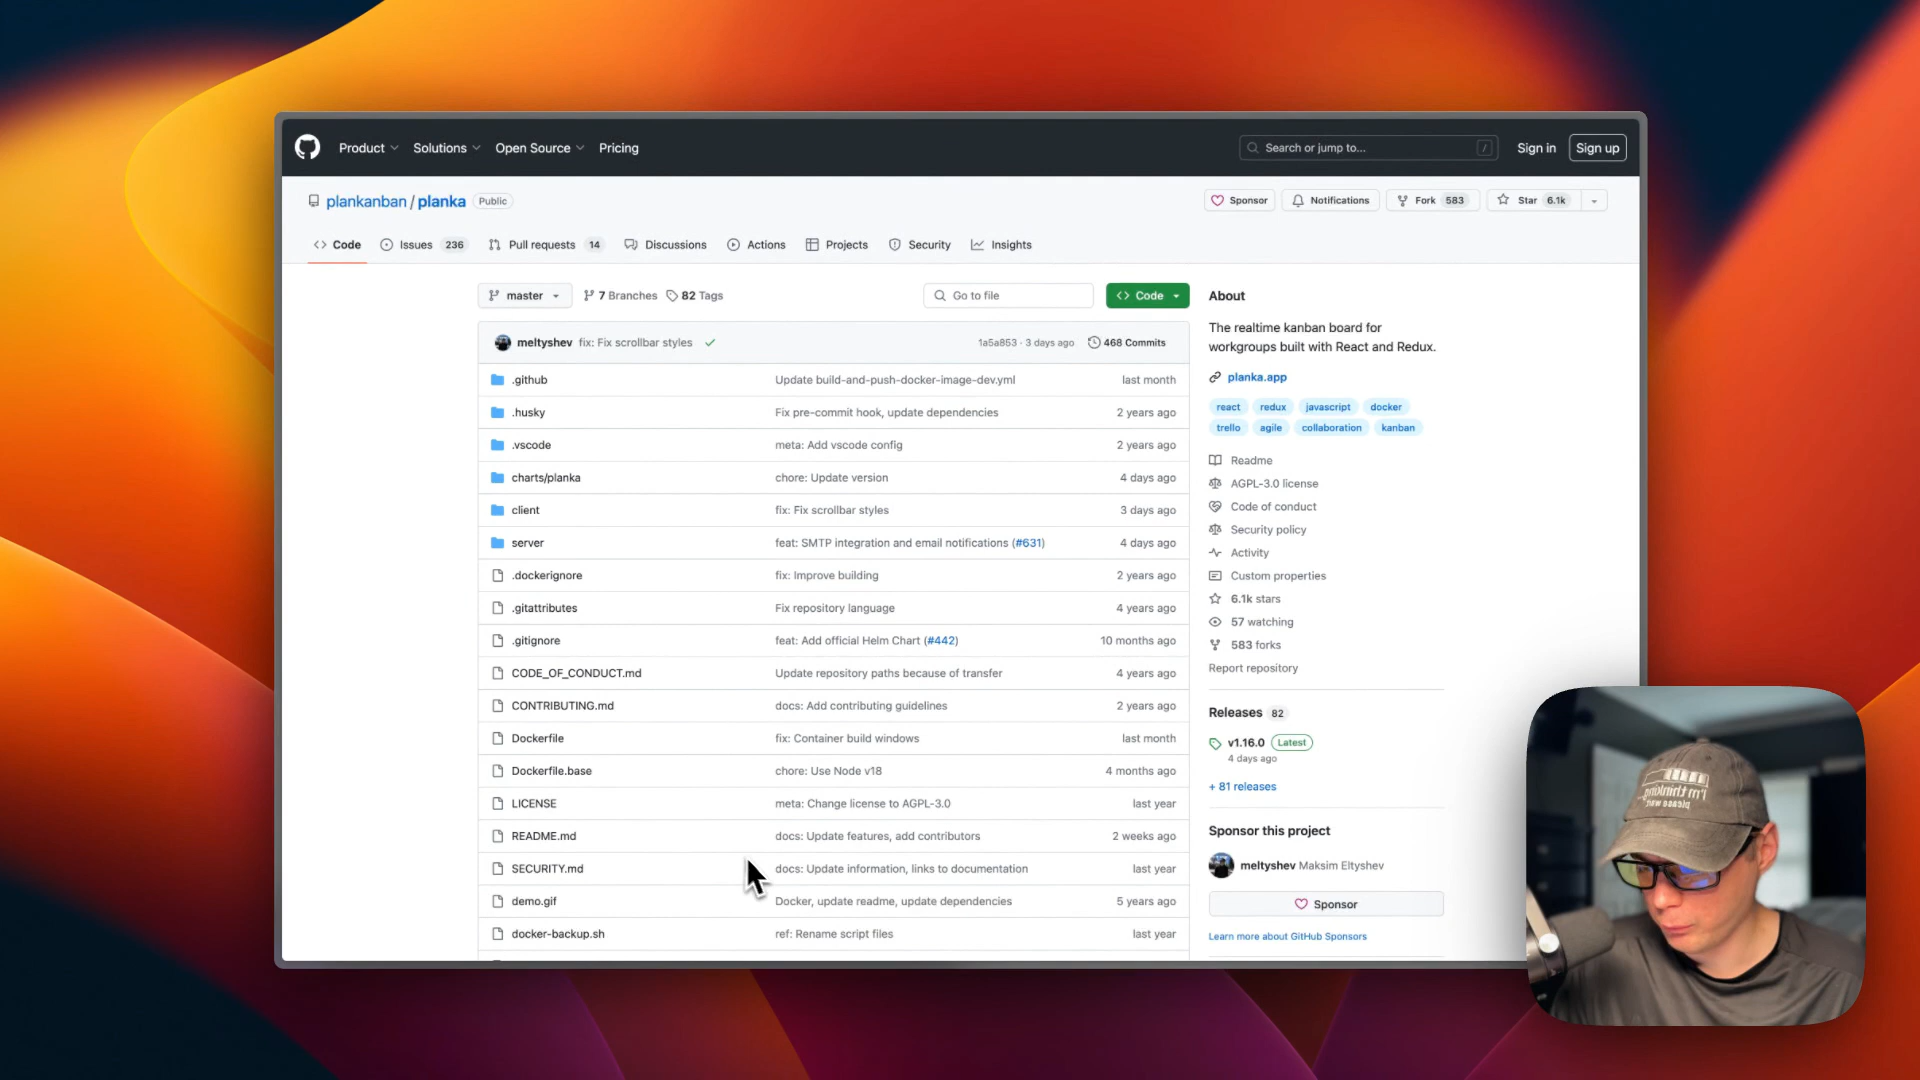 Product Solutions Open Source Pricing Search or jump to... / Sign in Sign up
plankanban / planka Public Sponsor Notifications Fork 583 Star 6.1k
Code Issues 236 Pull requests 14 Discussions Actions Projects Security Insights
master 7 Branches 82 Tags Go to file Code
meltyshev fix: Fix scrollbar styles 1a5a853 · 3 days ago 468 Commits
.github Update build-and-push-docker-image-dev.yml last month
.husky Fix pre-commit hook, update dependencies 2 years ago
.vscode meta: Add vscode config 2 years ago
charts/planka chore: Update version 4 days ago
client fix: Fix scrollbar styles 3 days ago
server feat: SMTP integration and email notifications (#631) 4 days ago
.dockerignore fix: Improve building 2 years ago
.gitattributes Fix repository language 4 years ago
.gitignore feat: Add official Helm Chart (#442) 10 months ago
CODE_OF_CONDUCT.md Update repository paths because of transfer 4 years ago
CONTRIBUTING.md docs: Add contributing guidelines 2 years ago
Dockerfile fix: Container build windows last month
Dockerfile.base chore: Use Node v18 4 months ago
LICENSE meta: Change license to AGPL-3.0 last year
README.md docs: Update features, add contributors 2 weeks ago
SECURITY.md docs: Update information, links to documentation last year
demo.gif Docker, update readme, update dependencies 5 years ago
docker-backup.sh ref: Rename script files last year
About
The realtime kanban board for
workgroups built with React and Redux.
planka.app
react redux javascript docker
trello agile collaboration kanban
Readme
AGPL-3.0 license
Code of conduct
Security policy
Activity
Custom properties
6.1k stars
57 watching
583 forks
Report repository
Releases 82
v1.16.0 Latest
4 days ago
+ 81 releases
Sponsor this project
meltyshev Maksim Eltyshev
Sponsor
Learn more about GitHub Sponsors
I'm thinking...
please wait